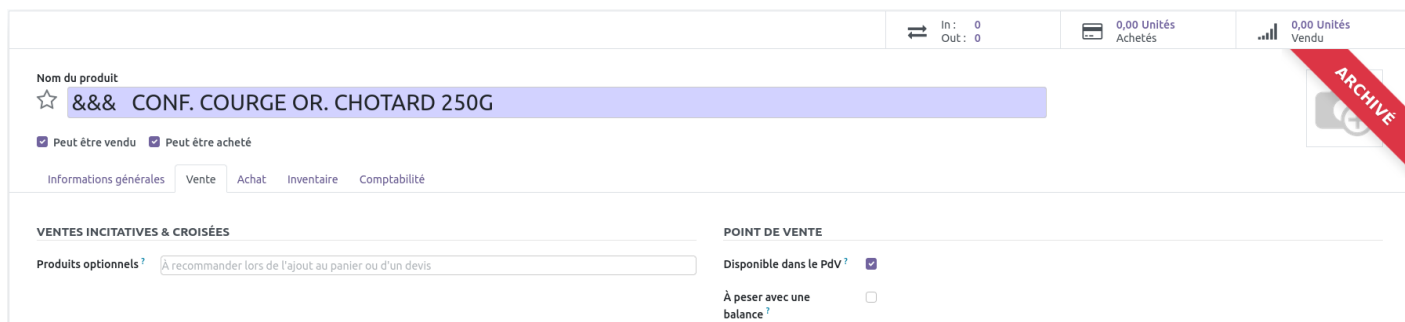 In : 0
Out : 0
0,00 Unités
Achetés
0,00 Unités
Vendu
ARCHIVÉ
Nom du produit
&&&   CONF. COURGE OR. CHOTARD 250G
Peut être vendu Peut être acheté
Informations générales Vente Achat Inventaire Comptabilité
VENTES INCITATIVES & CROISÉES
Produits optionnels ? À recommander lors de l'ajout au panier ou d'un devis
POINT DE VENTE
Disponible dans le PdV ?
À peser avec une
balance ?